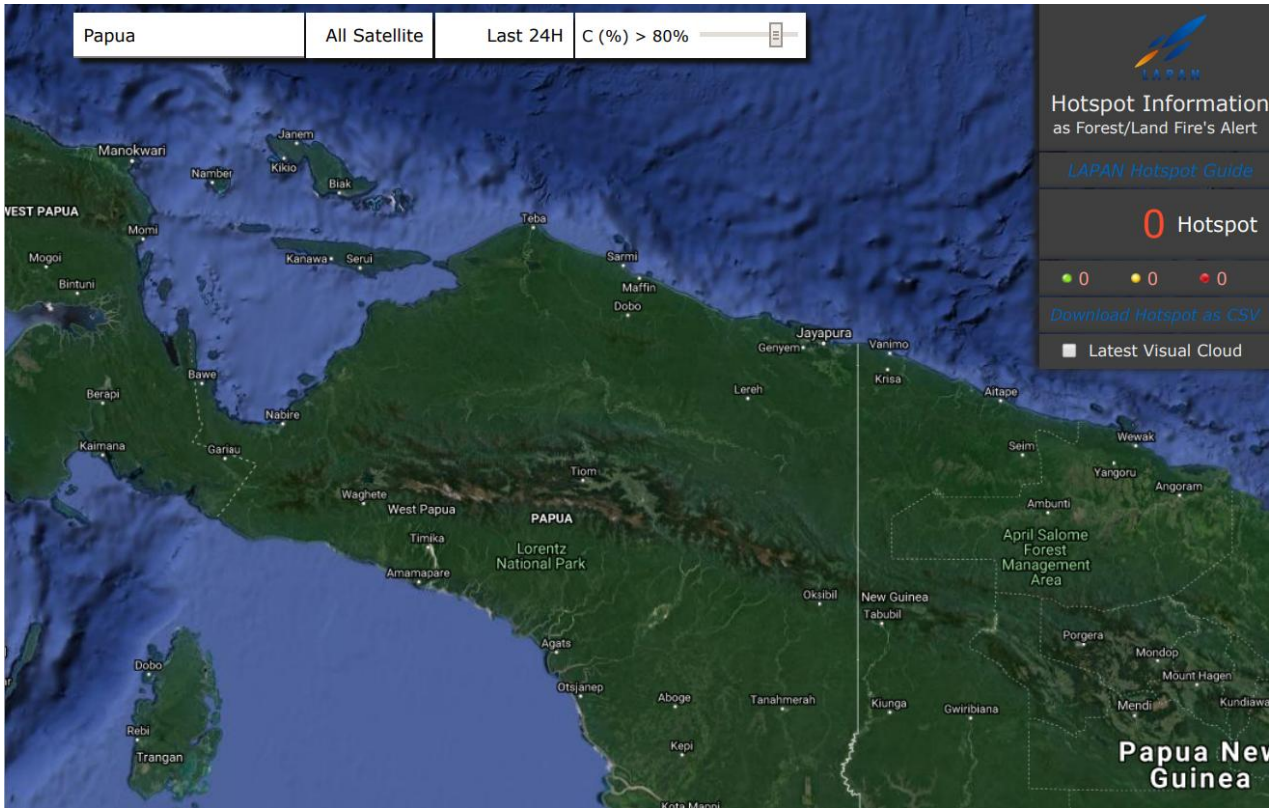 Papua
All Satellite
Last 24H
C (%) > 80%
LAPAN
Hotspot Information
as Forest/Land Fire's Alert
LAPAN Hotspot Guide
0 Hotspot
0
0
0
Download Hotspot as CSV
Latest Visual Cloud
Janem
Manokwari
Kikio
Namber
Biak
WEST PAPUA
Teba
Momi
Mogoi
Kanawa
Serui
Sarmi
Bintuni
Maffin
Dobo
Jayapura
Genyem
Vanimo
Bawe
Krisa
Berapi
Lereh
Aitape
Nabire
Kaimana
Gariau
Seim
Wewak
Tiom
Yangoru
Angoram
Waghete
West Papua
PAPUA
Ambunti
Timika
Lorentz
National Park
April Salome
Forest
Management
Area
Amamapare
Oksibil
New Guinea
Tabubil
Agats
Porgera
Mondop
Dobo
Mount Hagen
Otsjanep
Aboge
Tanahmerah
Kiunga
Gwiribiana
Mendi
Kundiawa
Rebi
Kepi
Trangan
Papua New
Guinea